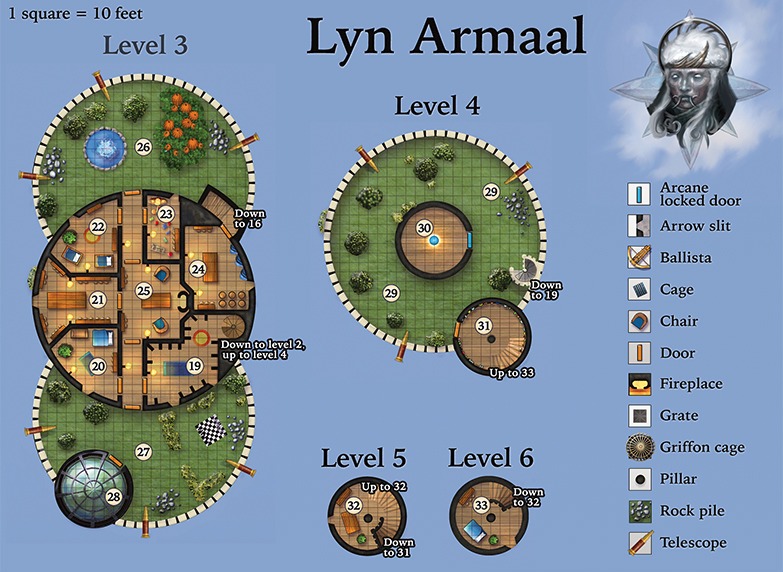 1 square = 10 feet
Lyn Armaal
Level 3
26
23
Down
to 16
22
24
21
25
Down to level 2,
up to level 4
20
19
27
28
Level 4
29
30
29
Down
to 19
31
Up to 33
Level 5
Up to 32
32
Down
to 31
Level 6
33
Down
to 32
Arcane
locked door
Arrow slit
Ballista
Cage
Chair
Door
Fireplace
Grate
Griffon cage
Pillar
Rock pile
Telescope